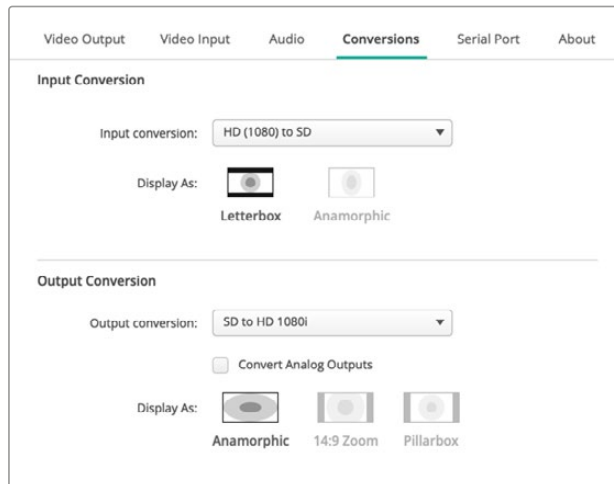 Video Output Video Input Audio Conversions Serial Port About
Input Conversion
Input conversion: HD (1080) to SD
Display As:
Letterbox Anamorphic
Output Conversion
Output conversion: SD to HD 1080i
Convert Analog Outputs
Display As:
Anamorphic 14:9 Zoom Pillarbox